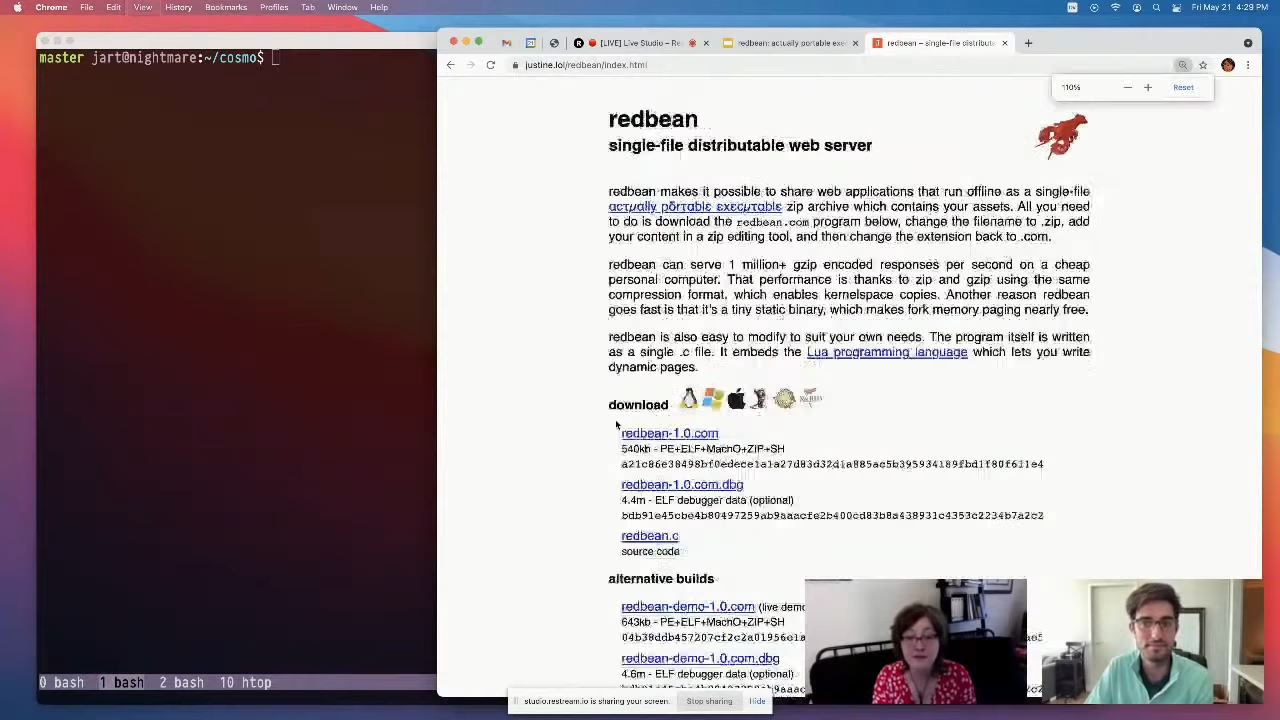 Chrome File Edit View History Bookmarks Profiles Tab Window Help
Fri May 21 4:29 PM
[LIVE] Live Studio – Re
redbean: actually portable exe
redbean – single-file distributa
justine.lol/redbean/index.html
110% Reset
master jart@nightmare:~/cosmo$
redbean
single-file distributable web server
redbean makes it possible to share web applications that run offline as a single-file
αcτµαlly pδrταblε εxεcµταblε zip archive which contains your assets. All you need
to do is download the redbean.com program below, change the filename to .zip, add
your content in a zip editing tool, and then change the extension back to .com.
redbean can serve 1 million+ gzip encoded responses per second on a cheap
personal computer. That performance is thanks to zip and gzip using the same
compression format, which enables kernelspace copies. Another reason redbean
goes fast is that it's a tiny static binary, which makes fork memory paging nearly free.
redbean is also easy to modify to suit your own needs. The program itself is written
as a single .c file. It embeds the Lua programming language which lets you write
dynamic pages.
download
redbean-1.0.com
540kb - PE+ELF+MachO+ZIP+SH
redbean-1.0.com.dbg
4.4m - ELF debugger data (optional)
redbean.c
source code
alternative builds
redbean-demo-1.0.com (live demo
643kb - PE+ELF+MachO+ZIP+SH
redbean-demo-1.0.com.dbg
4.6m - ELF debugger data (optional)
0 bash 1 bash 2 bash 10 htop
studio.restream.io is sharing your screen. Stop sharing Hide